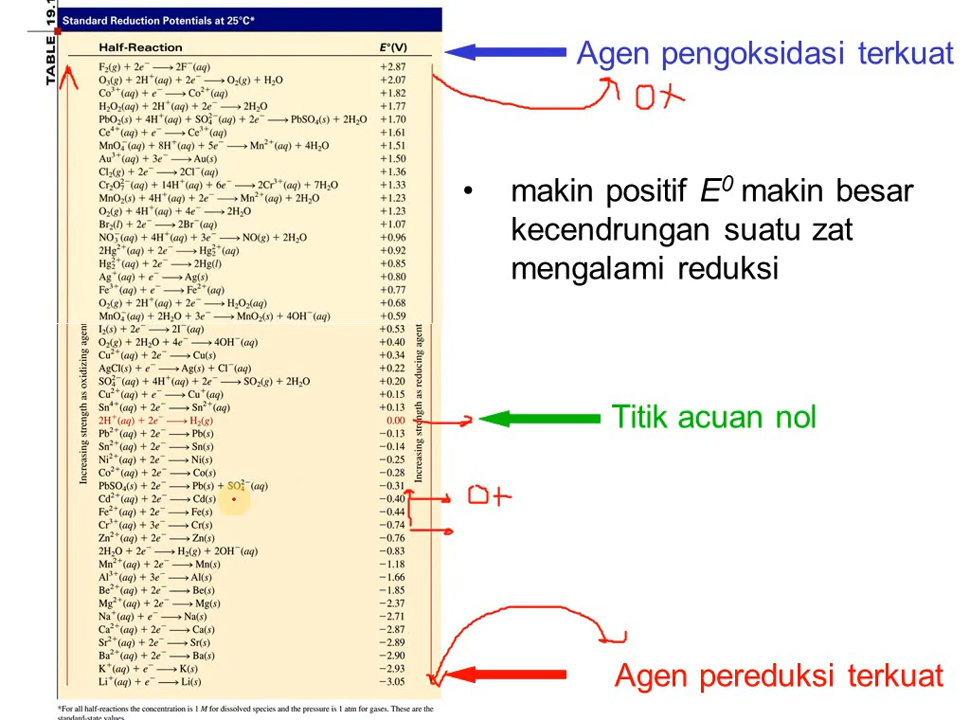 TABLE 19.1
Standard Reduction Potentials at 25°C*
Half-Reaction E°(V)
F₂(g) + 2e⁻ ⟶ 2F⁻(aq) +2.87
O₃(g) + 2H⁺(aq) + 2e⁻ ⟶ O₂(g) + H₂O +2.07
Co³⁺(aq) + e⁻ ⟶ Co²⁺(aq) +1.82
H₂O₂(aq) + 2H⁺(aq) + 2e⁻ ⟶ 2H₂O +1.77
PbO₂(s) + 4H⁺(aq) + SO₄²⁻(aq) + 2e⁻ ⟶ PbSO₄(s) + 2H₂O +1.70
Ce⁴⁺(aq) + e⁻ ⟶ Ce³⁺(aq) +1.61
MnO₄⁻(aq) + 8H⁺(aq) + 5e⁻ ⟶ Mn²⁺(aq) + 4H₂O +1.51
Au³⁺(aq) + 3e⁻ ⟶ Au(s) +1.50
Cl₂(g) + 2e⁻ ⟶ 2Cl⁻(aq) +1.36
Cr₂O₇²⁻(aq) + 14H⁺(aq) + 6e⁻ ⟶ 2Cr³⁺(aq) + 7H₂O +1.33
MnO₂(s) + 4H⁺(aq) + 2e⁻ ⟶ Mn²⁺(aq) + 2H₂O +1.23
O₂(g) + 4H⁺(aq) + 4e⁻ ⟶ 2H₂O +1.23
Br₂(l) + 2e⁻ ⟶ 2Br⁻(aq) +1.07
NO₃⁻(aq) + 4H⁺(aq) + 3e⁻ ⟶ NO(g) + 2H₂O +0.96
2Hg²⁺(aq) + 2e⁻ ⟶ Hg₂²⁺(aq) +0.92
Hg₂²⁺(aq) + 2e⁻ ⟶ 2Hg(l) +0.85
Ag⁺(aq) + e⁻ ⟶ Ag(s) +0.80
Fe³⁺(aq) + e⁻ ⟶ Fe²⁺(aq) +0.77
O₂(g) + 2H⁺(aq) + 2e⁻ ⟶ H₂O₂(aq) +0.68
MnO₄⁻(aq) + 2H₂O + 3e⁻ ⟶ MnO₂(s) + 4OH⁻(aq) +0.59
I₂(s) + 2e⁻ ⟶ 2I⁻(aq) +0.53
O₂(g) + 2H₂O + 4e⁻ ⟶ 4OH⁻(aq) +0.40
Cu²⁺(aq) + 2e⁻ ⟶ Cu(s) +0.34
AgCl(s) + e⁻ ⟶ Ag(s) + Cl⁻(aq) +0.22
SO₄²⁻(aq) + 4H⁺(aq) + 2e⁻ ⟶ SO₂(g) + 2H₂O +0.20
Cu²⁺(aq) + e⁻ ⟶ Cu⁺(aq) +0.15
Sn⁴⁺(aq) + 2e⁻ ⟶ Sn²⁺(aq) +0.13
2H⁺(aq) + 2e⁻ ⟶ H₂(g) 0.00
Pb²⁺(aq) + 2e⁻ ⟶ Pb(s) −0.13
Sn²⁺(aq) + 2e⁻ ⟶ Sn(s) −0.14
Ni²⁺(aq) + 2e⁻ ⟶ Ni(s) −0.25
Co²⁺(aq) + 2e⁻ ⟶ Co(s) −0.28
PbSO₄(s) + 2e⁻ ⟶ Pb(s) + SO₄²⁻(aq) −0.31
Cd²⁺(aq) + 2e⁻ ⟶ Cd(s) −0.40
Fe²⁺(aq) + 2e⁻ ⟶ Fe(s) −0.44
Cr³⁺(aq) + 3e⁻ ⟶ Cr(s) −0.74
Zn²⁺(aq) + 2e⁻ ⟶ Zn(s) −0.76
2H₂O + 2e⁻ ⟶ H₂(g) + 2OH⁻(aq) −0.83
Mn²⁺(aq) + 2e⁻ ⟶ Mn(s) −1.18
Al³⁺(aq) + 3e⁻ ⟶ Al(s) −1.66
Be²⁺(aq) + 2e⁻ ⟶ Be(s) −1.85
Mg²⁺(aq) + 2e⁻ ⟶ Mg(s) −2.37
Na⁺(aq) + e⁻ ⟶ Na(s) −2.71
Ca²⁺(aq) + 2e⁻ ⟶ Ca(s) −2.87
Sr²⁺(aq) + 2e⁻ ⟶ Sr(s) −2.89
Ba²⁺(aq) + 2e⁻ ⟶ Ba(s) −2.90
K⁺(aq) + e⁻ ⟶ K(s) −2.93
Li⁺(aq) + e⁻ ⟶ Li(s) −3.05
Increasing strength as oxidizing agent
Increasing strength as reducing agent
*For all half-reactions the concentration is 1 M for dissolved species and the pressure is 1 atm for gases. These are the
standard-state values.
Agen pengoksidasi terkuat
OX
• makin positif E⁰ makin besar
kecendrungan suatu zat
mengalami reduksi
Titik acuan nol
Agen pereduksi terkuat